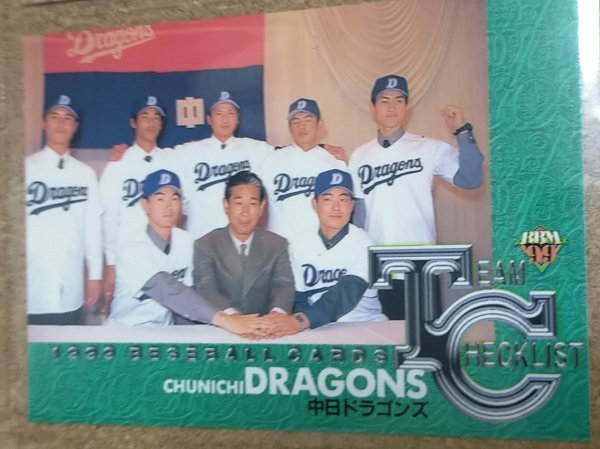 Dragons
中
D
D
D
D
D
Dragons
Dragons
Dragons
Dragons
D
D
Dragons
BBM
'99
TEAM
CHECKLIST
1999 BASEBALL CARDS
CHUNICHI DRAGONS
中日ドラゴンズ